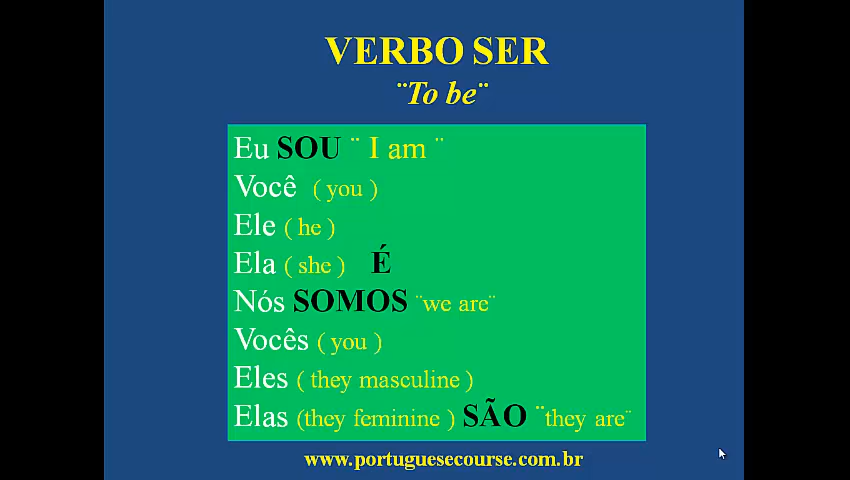 VERBO SER
¨To be¨
Eu SOU ¨ I am ¨
Você ( you )
Ele ( he )
Ela ( she ) É
Nós SOMOS ¨we are¨
Vocês ( you )
Eles ( they masculine )
Elas (they feminine ) SÃO ¨they are¨
www.portuguesecourse.com.br